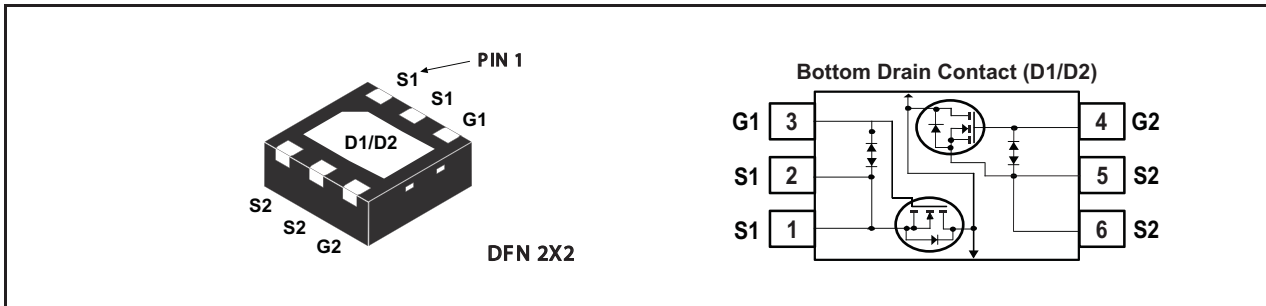 PIN 1
S1
S1
G1
D1/D2
S2
S2
G2
DFN 2X2
Bottom Drain Contact (D1/D2)
G1 3 4 G2
S1 2 5 S2
S1 1 6 S2